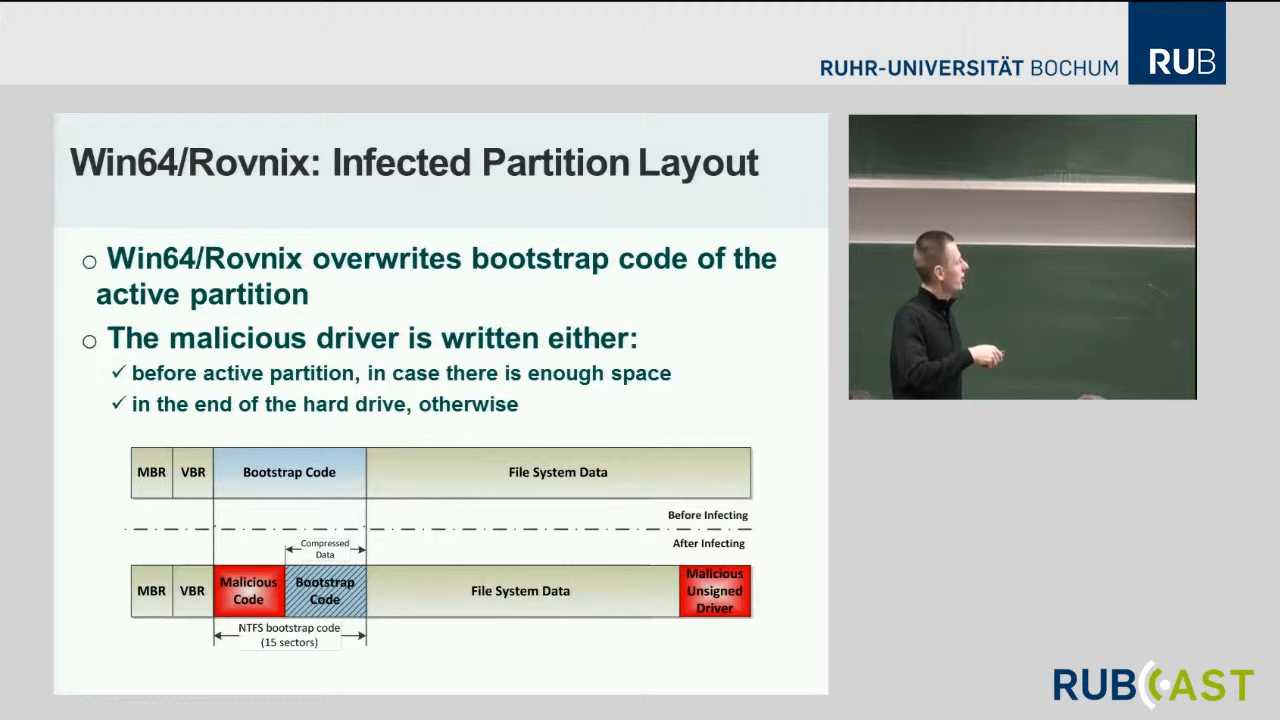 RUHR-UNIVERSITÄT BOCHUM
RUB
Win64/Rovnix: Infected Partition Layout
Win64/Rovnix overwrites bootstrap code of the
active partition
The malicious driver is written either:
before active partition, in case there is enough space
in the end of the hard drive, otherwise
MBR VBR Bootstrap Code File System Data
Before Infecting
After Infecting
Compressed
Data
MBR VBR Malicious
Code Bootstrap
Code File System Data Malicious
Unsigned
Driver
NTFS bootstrap code
(15 sectors)
RUBCAST